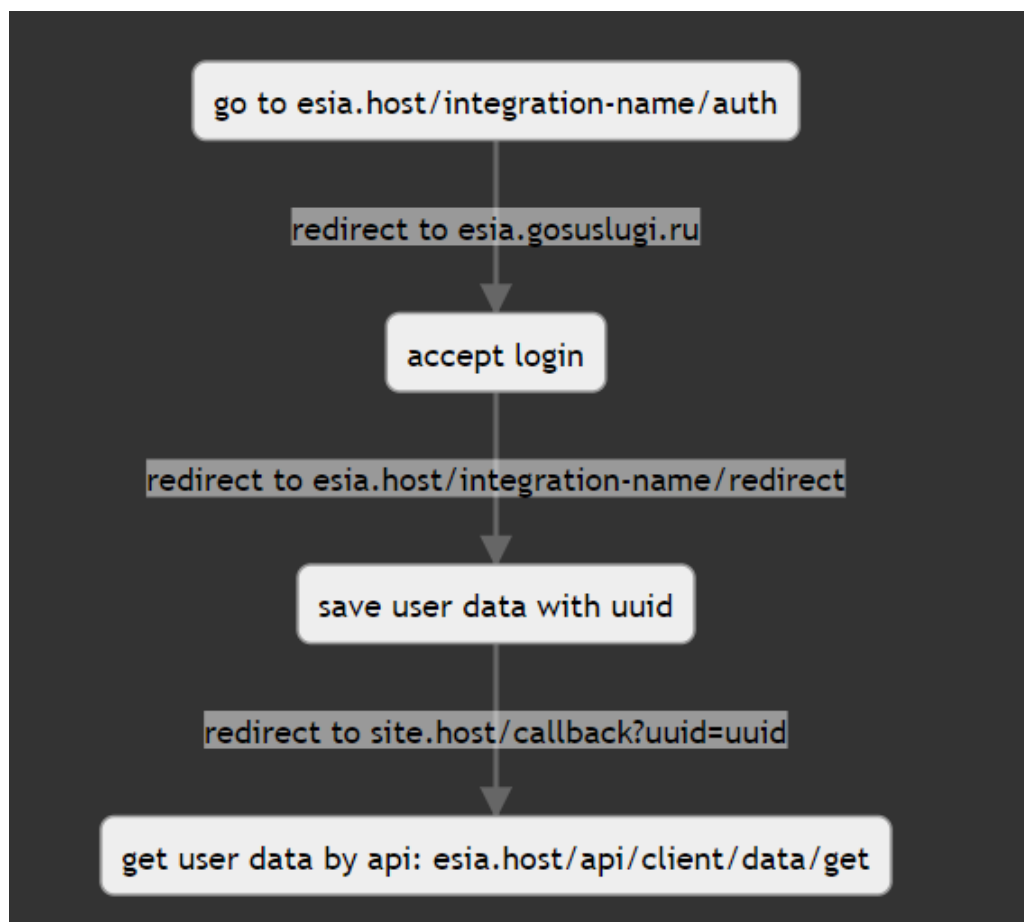 go to esia.host/integration-name/auth
redirect to esia.gosuslugi.ru
accept login
redirect to esia.host/integration-name/redirect
save user data with uuid
redirect to site.host/callback?uuid=uuid
get user data by api: esia.host/api/client/data/get